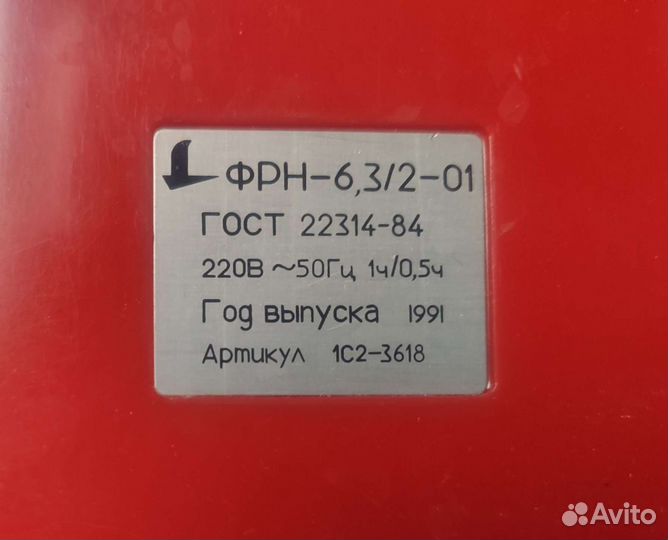 ФРН-6,3/2-01
ГОСТ 22314-84
220В ~50Гц 1ч/0,5ч
Год выпуска 1991
Артикул 1С2-3618
Avito